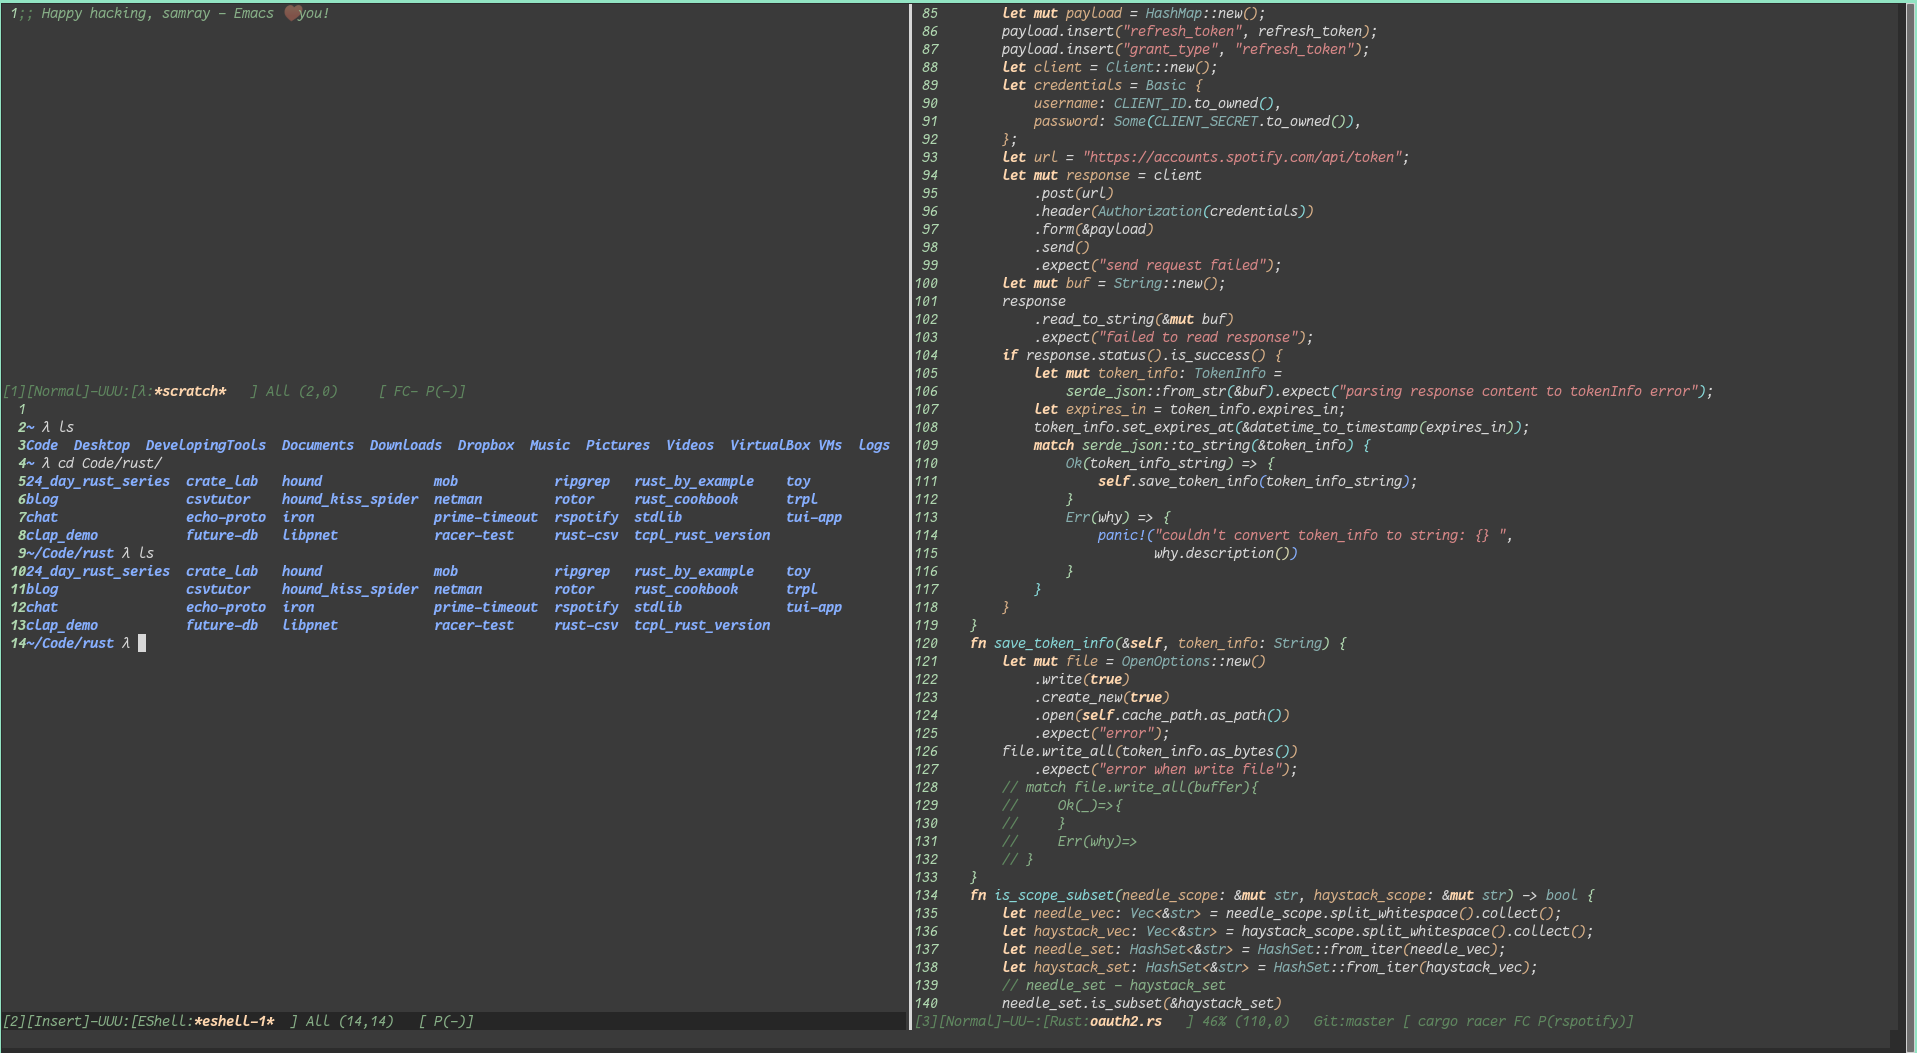 1;; Happy hacking, samray - Emacs ♥you!
[1][Normal]-UUU:[λ:*scratch*   ] All (2,0)     [ FC- P(-)]
1
2~ λ ls
3Code  Desktop  DevelopingTools  Documents  Downloads  Dropbox  Music  Pictures  Videos  VirtualBox VMs  logs
4~ λ cd Code/rust/
524_day_rust_series  crate_lab   hound              mob            ripgrep   rust_by_example    toy
6blog                csvtutor   hound_kiss_spider  netman         rotor     rust_cookbook      trpl
7chat                echo-proto  iron               prime-timeout  rspotify  stdlib             tui-app
8clap_demo           future-db   libpnet            racer-test     rust-csv  tcpl_rust_version
9~/Code/rust λ ls
1024_day_rust_series  crate_lab   hound              mob            ripgrep   rust_by_example    toy
11blog                csvtutor   hound_kiss_spider  netman         rotor     rust_cookbook      trpl
12chat                echo-proto  iron               prime-timeout  rspotify  stdlib             tui-app
13clap_demo           future-db   libpnet            racer-test     rust-csv  tcpl_rust_version
14~/Code/rust λ
[2][Insert]-UUU:[EShell:*eshell-1*  ] All (14,14)   [ P(-)]
85        let mut payload = HashMap::new();
86        payload.insert("refresh_token", refresh_token);
87        payload.insert("grant_type", "refresh_token");
88        let client = Client::new();
89        let credentials = Basic {
90            username: CLIENT_ID.to_owned(),
91            password: Some(CLIENT_SECRET.to_owned()),
92        };
93        let url = "https://accounts.spotify.com/api/token";
94        let mut response = client
95            .post(url)
96            .header(Authorization(credentials))
97            .form(&payload)
98            .send()
99            .expect("send request failed");
100        let mut buf = String::new();
101        response
102            .read_to_string(&mut buf)
103            .expect("failed to read response");
104        if response.status().is_success() {
105            let mut token_info: TokenInfo =
106                serde_json::from_str(&buf).expect("parsing response content to tokenInfo error");
107            let expires_in = token_info.expires_in;
108            token_info.set_expires_at(&datetime_to_timestamp(expires_in));
109            match serde_json::to_string(&token_info) {
110                Ok(token_info_string) => {
111                    self.save_token_info(token_info_string);
112                }
113                Err(why) => {
114                    panic!("couldn't convert token_info to string: {} ",
115                           why.description())
116                }
117            }
118        }
119    }
120    fn save_token_info(&self, token_info: String) {
121        let mut file = OpenOptions::new()
122            .write(true)
123            .create_new(true)
124            .open(self.cache_path.as_path())
125            .expect("error");
126        file.write_all(token_info.as_bytes())
127            .expect("error when write file");
128        // match file.write_all(buffer){
129        //     Ok(_)=>{
130        //     }
131        //     Err(why)=>
132        // }
133    }
134    fn is_scope_subset(needle_scope: &mut str, haystack_scope: &mut str) -> bool {
135        let needle_vec: Vec<&str> = needle_scope.split_whitespace().collect();
136        let haystack_vec: Vec<&str> = haystack_scope.split_whitespace().collect();
137        let needle_set: HashSet<&str> = HashSet::from_iter(needle_vec);
138        let haystack_set: HashSet<&str> = HashSet::from_iter(haystack_vec);
139        // needle_set - haystack_set
140        needle_set.is_subset(&haystack_set)
[3][Normal]-UU-:[Rust:oauth2.rs   ] 46% (110,0)   Git:master [ cargo racer FC P(rspotify)]